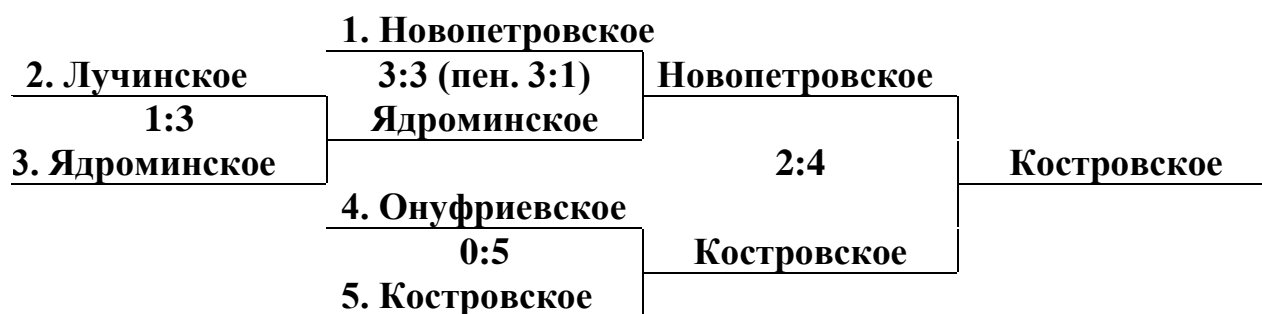 1. Новопетровское
2. Лучинское
3:3 (пен. 3:1)
Новопетровское
1:3
Ядроминское
3. Ядроминское
2:4
Костровское
4. Онуфриевское
0:5
Костровское
5. Костровское